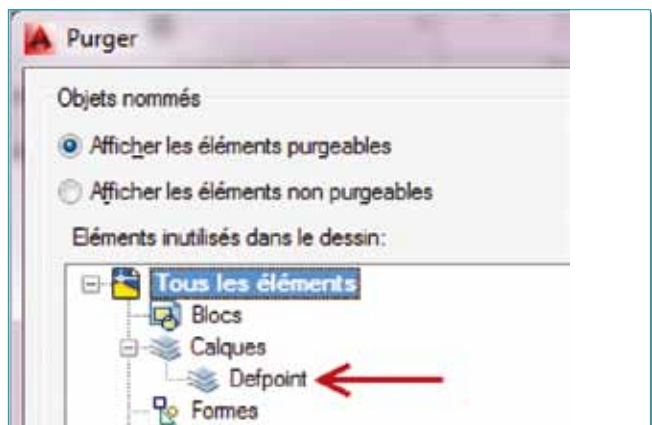 Purger
Objets nommés
Afficher les éléments purgeables
Afficher les éléments non purgeables
Eléments inutilisés dans le dessin:
Tous les éléments
Blocs
Calques
Defpoint
Formes